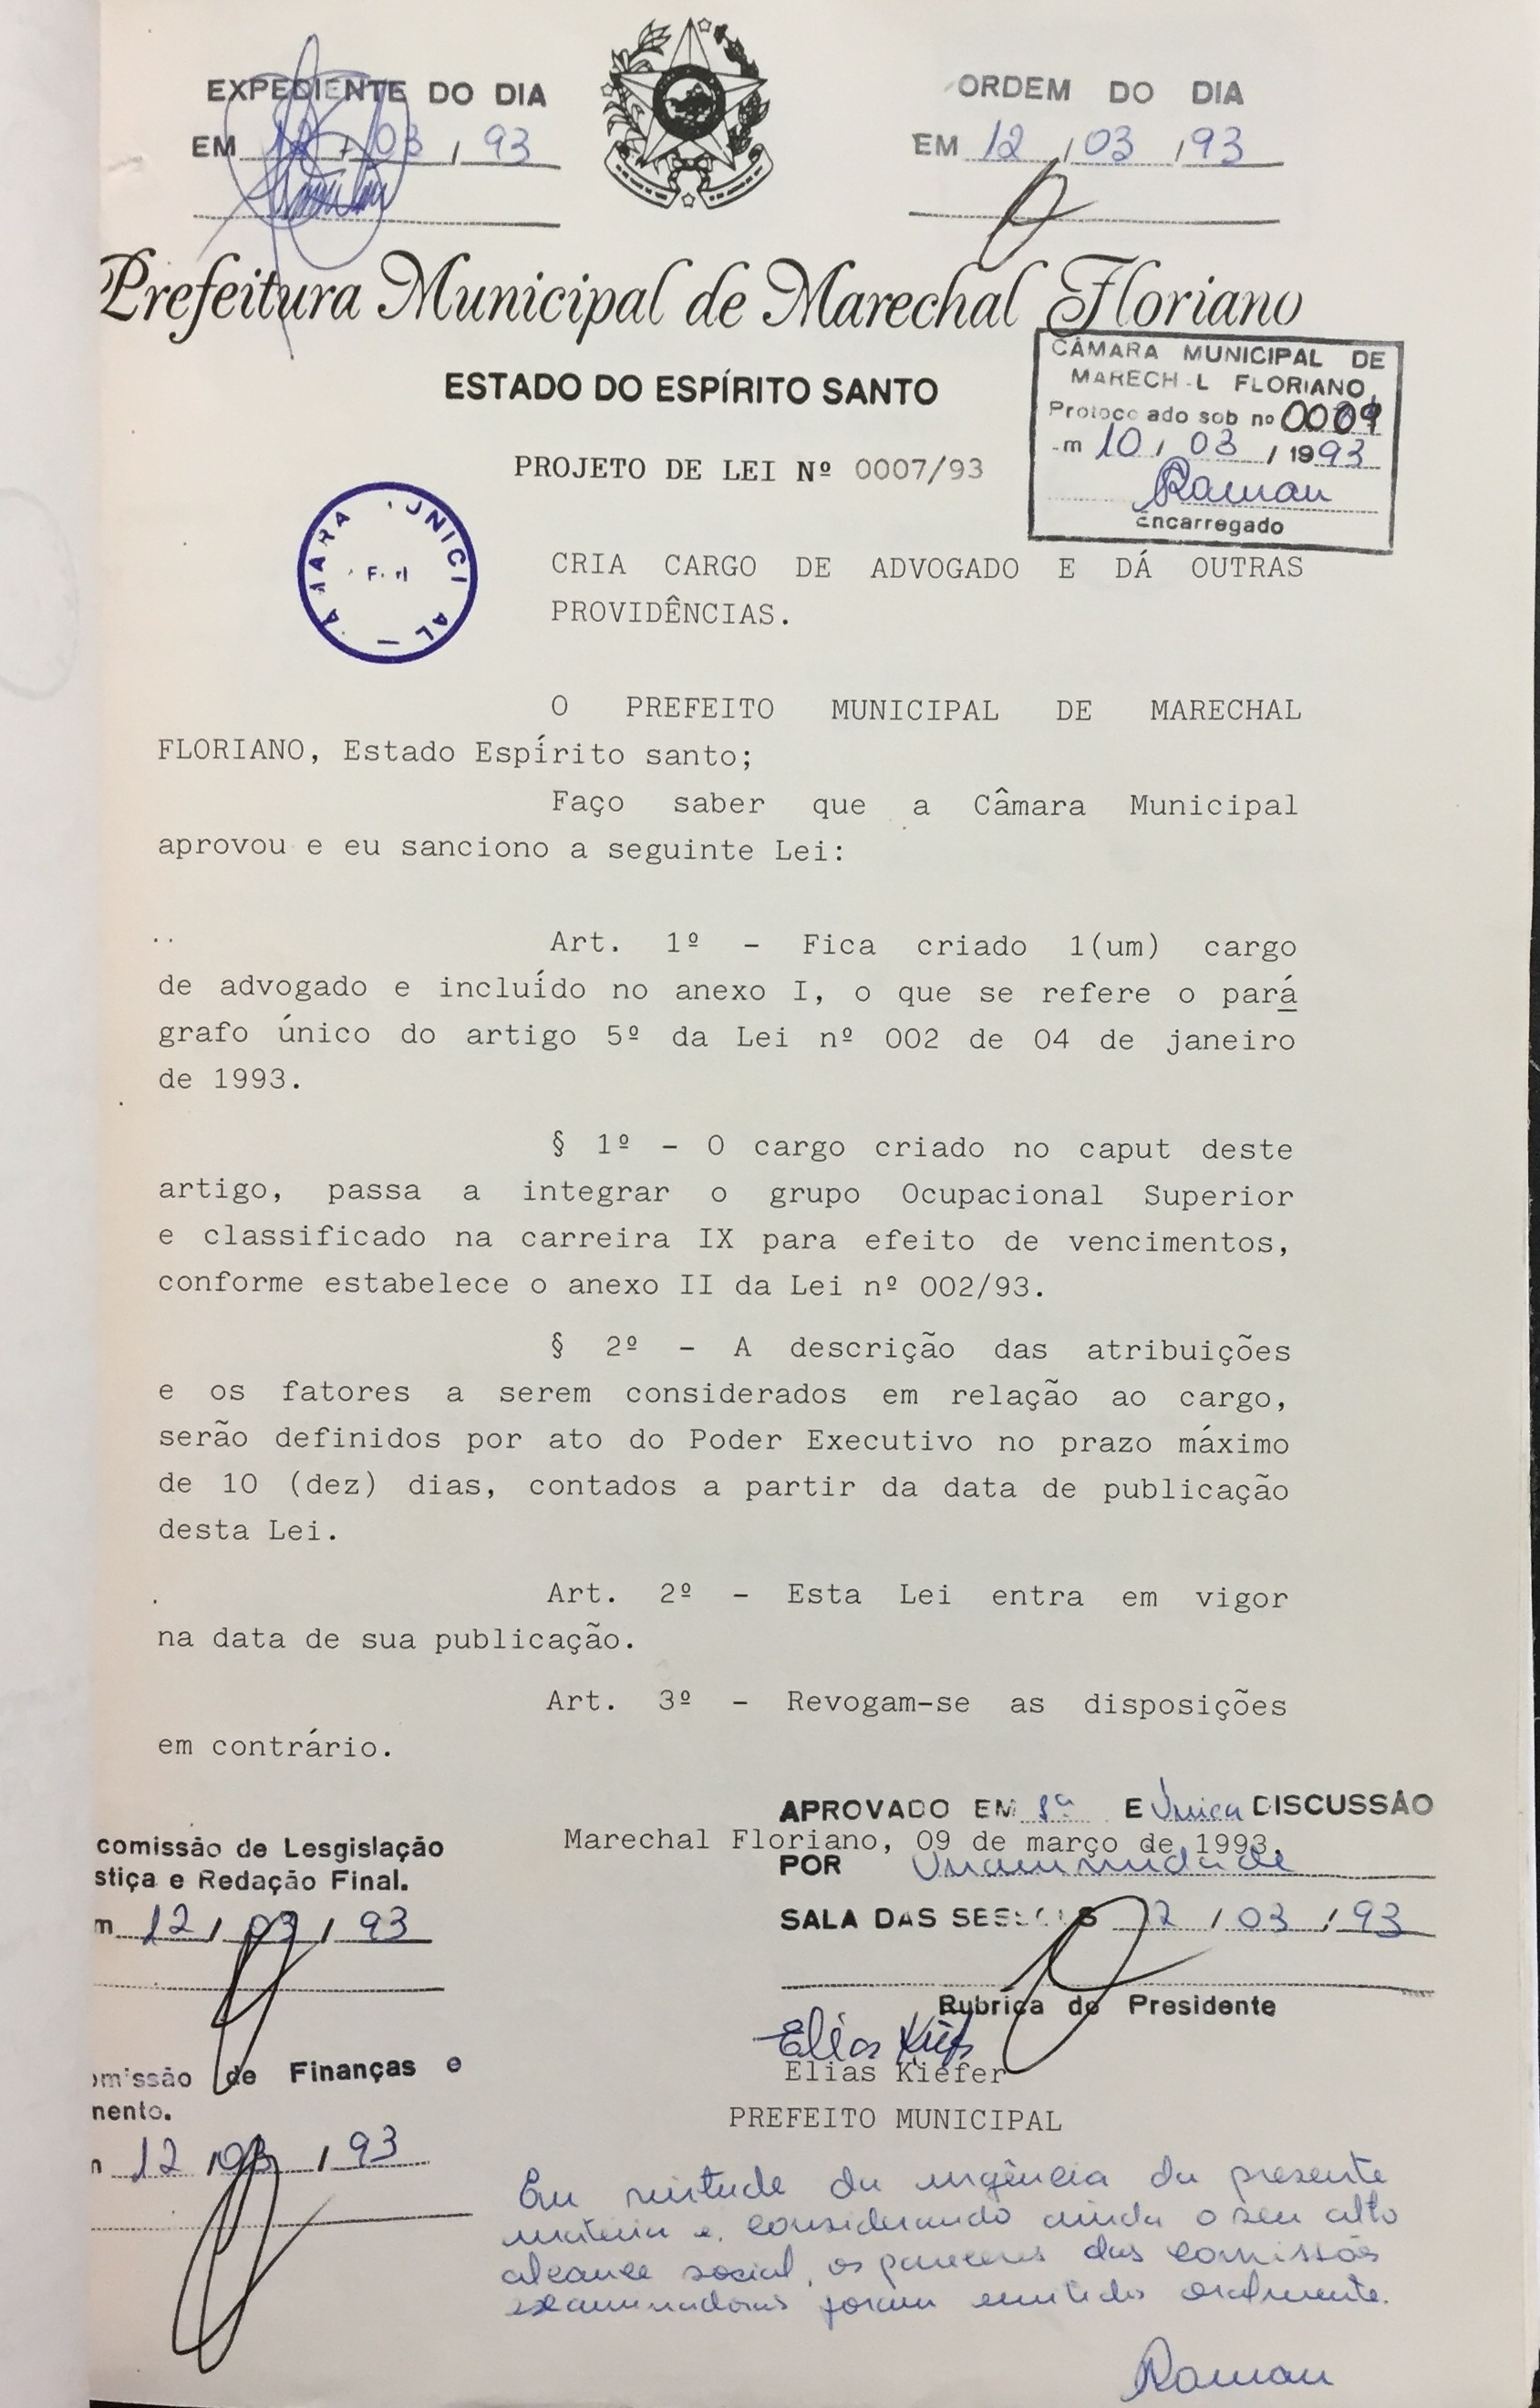 EXPEDIENTE DO DIA
EM 12 / 03 / 93
ORDEM DO DIA
EM 12 / 03 / 93
Prefeitura Municipal de Marechal Floriano
ESTADO DO ESPÍRITO SANTO
CÂMARA MUNICIPAL DE
MARECH L FLORIANO
Protoco ado sob nº 0009
m 10 / 03 / 1993
Raman
Encarregado
PROJETO DE LEI Nº 0007/93
AMARA UNICI AL
CRIA CARGO DE ADVOGADO E DÁ OUTRAS
PROVIDÊNCIAS.
O PREFEITO MUNICIPAL DE MARECHAL
FLORIANO, Estado Espírito santo;
Faço saber que a Câmara Municipal
aprovou e eu sanciono a seguinte Lei:
Art. 1º - Fica criado 1(um) cargo
de advogado e incluído no anexo I, o que se refere o pará
grafo único do artigo 5º da Lei nº 002 de 04 de janeiro
de 1993.
§ 1º - O cargo criado no caput deste
artigo, passa a integrar o grupo Ocupacional Superior
e classificado na carreira IX para efeito de vencimentos,
conforme estabelece o anexo II da Lei nº 002/93.
§ 2º - A descrição das atribuições
e os fatores a serem considerados em relação ao cargo,
serão definidos por ato do Poder Executivo no prazo máximo
de 10 (dez) dias, contados a partir da data de publicação
desta Lei.
Art. 2º - Esta Lei entra em vigor
na data de sua publicação.
Art. 3º - Revogam-se as disposições
em contrário.
APROVADO EM 1ª E Única DISCUSSÃO
Marechal Floriano, 09 de março de 1993.
POR Unanimidade
SALA DAS SESSOES 12 / 03 / 93
Rubrica do Presidente
comissão de Lesgislação
stiça e Redação Final.
m 12 / 03 / 93
Elias Kiefer
Elias Kiefer
PREFEITO MUNICIPAL
omissão de Finanças e
mento.
12 / 03 / 93
Em virtude da urgência da presente
materia e, considerando ainda o seu alto
alcance social, os pareceres das comissões
examinadoras foram emitidos oralmente.
Raman